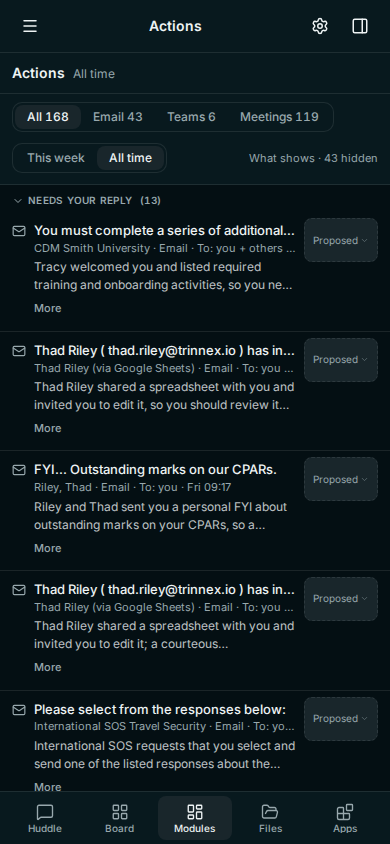 Actions
Actions All time
All 168 Email 43 Teams 6 Meetings 119
This week All time What shows · 43 hidden
NEEDS YOUR REPLY (13)
You must complete a series of additional...
Proposed
CDM Smith University · Email · To: you + others ...
Tracy welcomed you and listed required
training and onboarding activities, so you ne...
More
Thad Riley ( thad.riley@trinnex.io ) has in...
Proposed
Thad Riley (via Google Sheets) · Email · To: you ...
Thad Riley shared a spreadsheet with you and
invited you to edit it, so you should review it...
More
FYI... Outstanding marks on our CPARs.
Proposed
Riley, Thad · Email · To: you · Fri 09:17
Riley and Thad sent you a personal FYI about
outstanding marks on your CPARs, so a...
More
Thad Riley ( thad.riley@trinnex.io ) has in...
Proposed
Thad Riley (via Google Sheets) · Email · To: you ...
Thad Riley shared a spreadsheet with you and
invited you to edit it; a courteous...
More
Please select from the responses below:
Proposed
International SOS Travel Security · Email · To: yo...
International SOS requests that you select and
send one of the listed responses about the...
More
Huddle Board Modules Files Apps